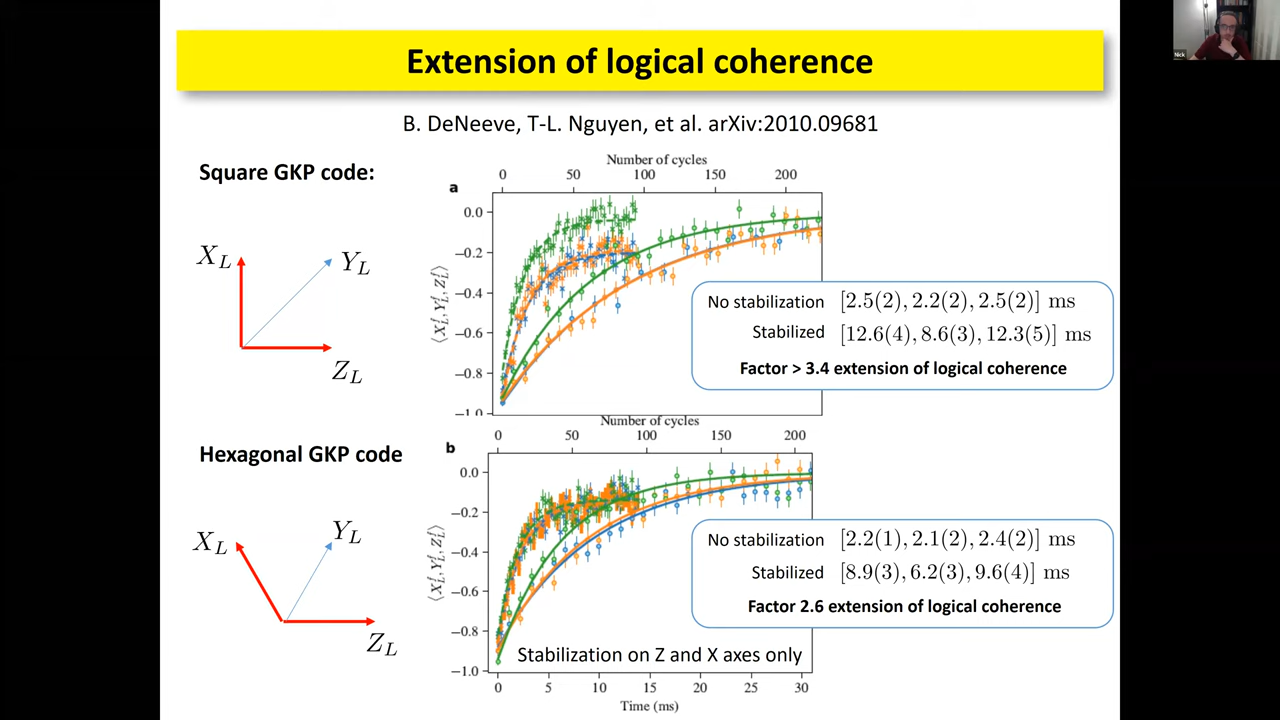 Extension of logical coherence
B. DeNeeve, T-L. Nguyen, et al. arXiv:2010.09681
Nick
Square GKP code:
X_L
Y_L
Z_L
Number of cycles
0 50 100 150 200
a
0.0
−0.2
−0.4
−0.6
−0.8
−1.0
⟨X_L^I, Y_L^I, Z_L^I⟩
No stabilization [2.5(2), 2.2(2), 2.5(2)] ms
Stabilized [12.6(4), 8.6(3), 12.3(5)] ms
Factor > 3.4 extension of logical coherence
Hexagonal GKP code
X_L
Y_L
Z_L
Number of cycles
0 50 100 150 200
b
0.0
−0.2
−0.4
−0.6
−0.8
−1.0
⟨X_L^I, Y_L^I, Z_L^I⟩
No stabilization [2.2(1), 2.1(2), 2.4(2)] ms
Stabilized [8.9(3), 6.2(3), 9.6(4)] ms
Factor 2.6 extension of logical coherence
Stabilization on Z and X axes only
0 5 10 15 20 25 30
Time (ms)